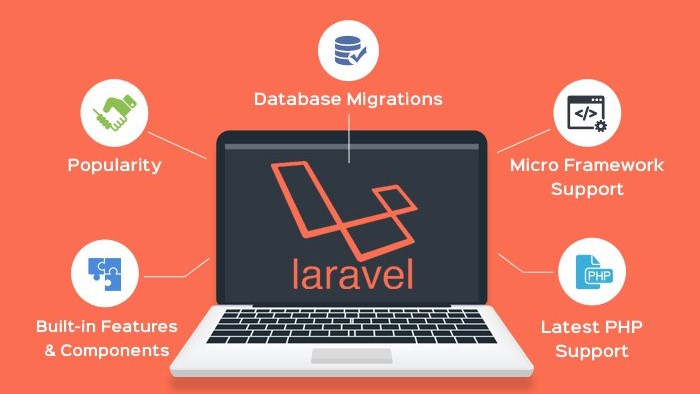 Database Migrations
Popularity
</>
Micro Framework
Support
laravel
Built-in Features
& Components
PHP
Latest PHP
Support